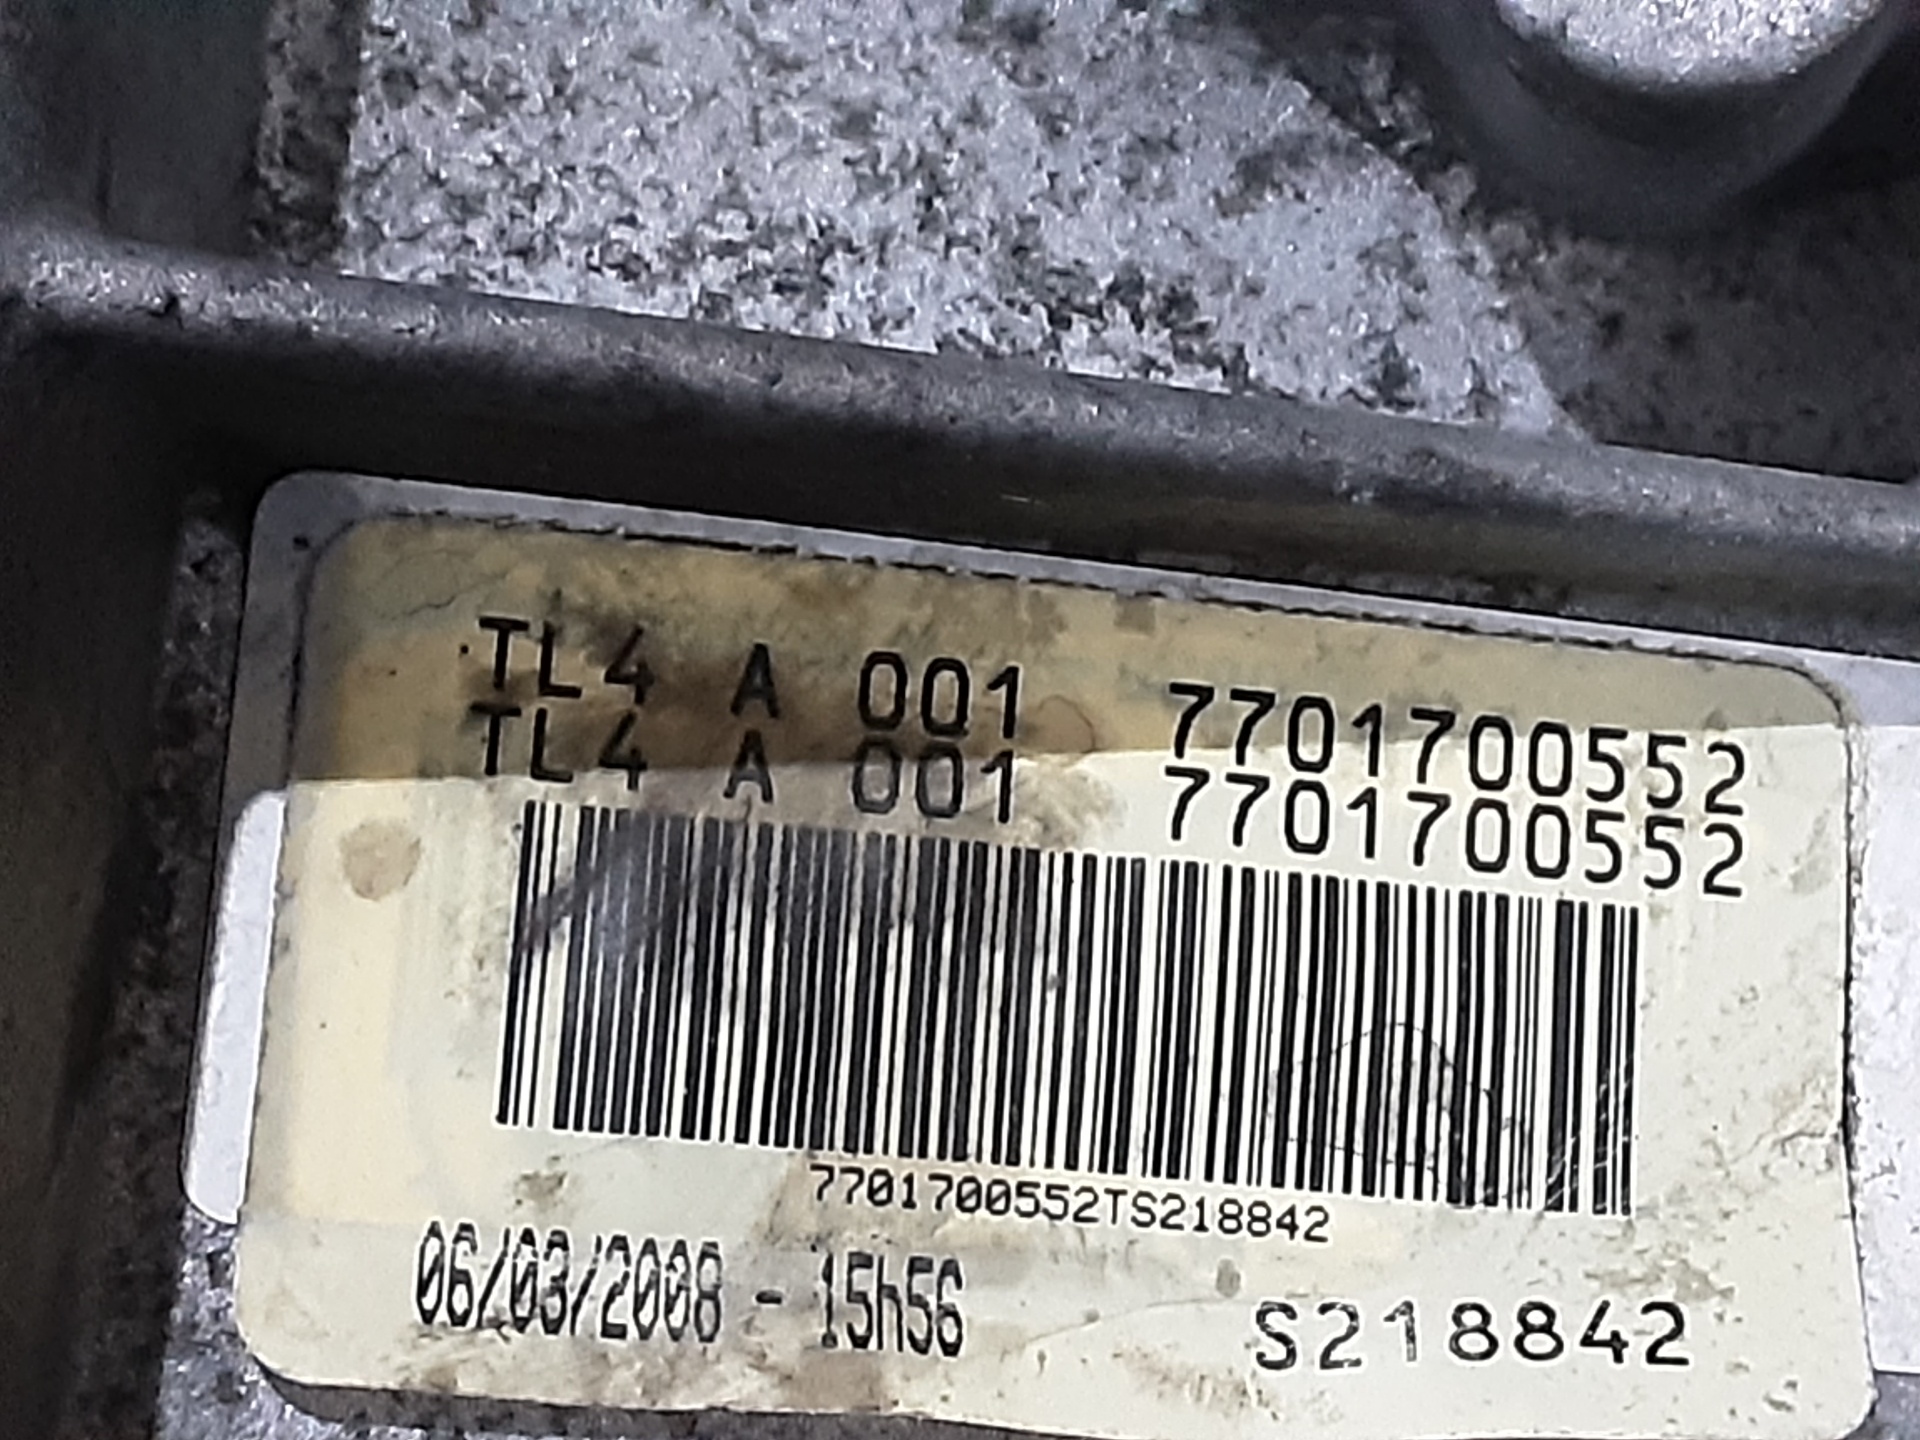 TL4 A 001 7701700552
TL4 A 001 7701700552
7701700552TS218842
06/03/2008 - 15h56
S218842